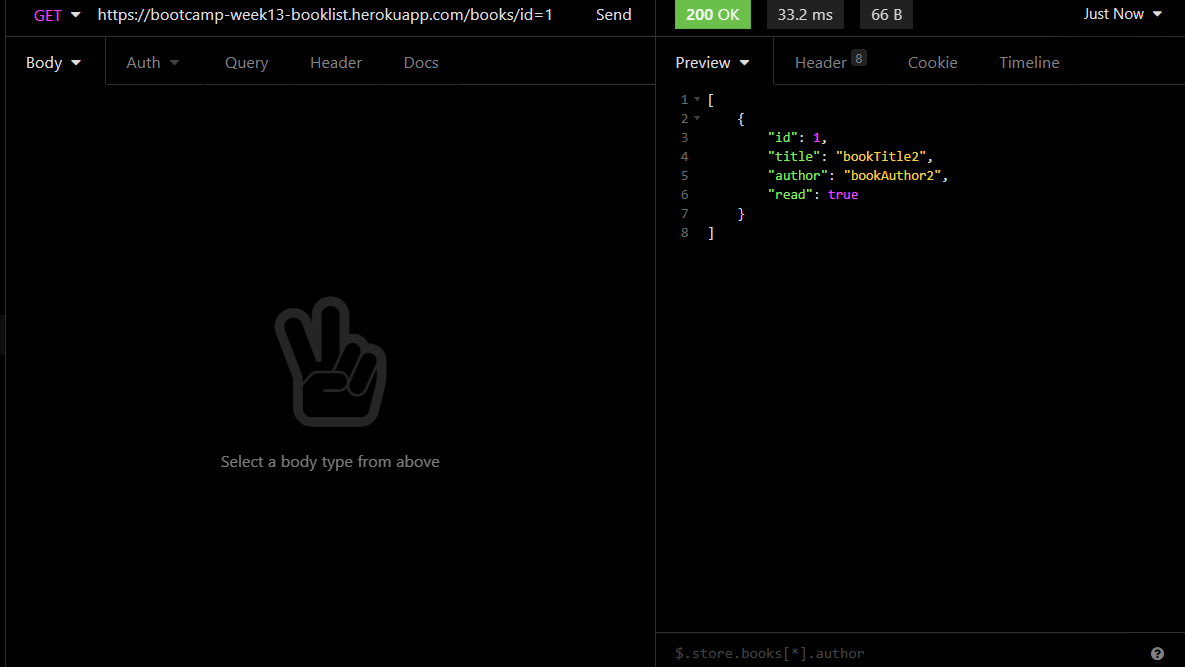 GET https://bootcamp-week13-booklist.herokuapp.com/books/id=1 Send
200 OK 33.2 ms 66 B Just Now
Body Auth Query Header Docs
Preview Header 8 Cookie Timeline
1 [
2 {
3 "id": 1,
4 "title": "bookTitle2",
5 "author": "bookAuthor2",
6 "read": true
7 }
8 ]
Select a body type from above
$.store.books[*].author ?